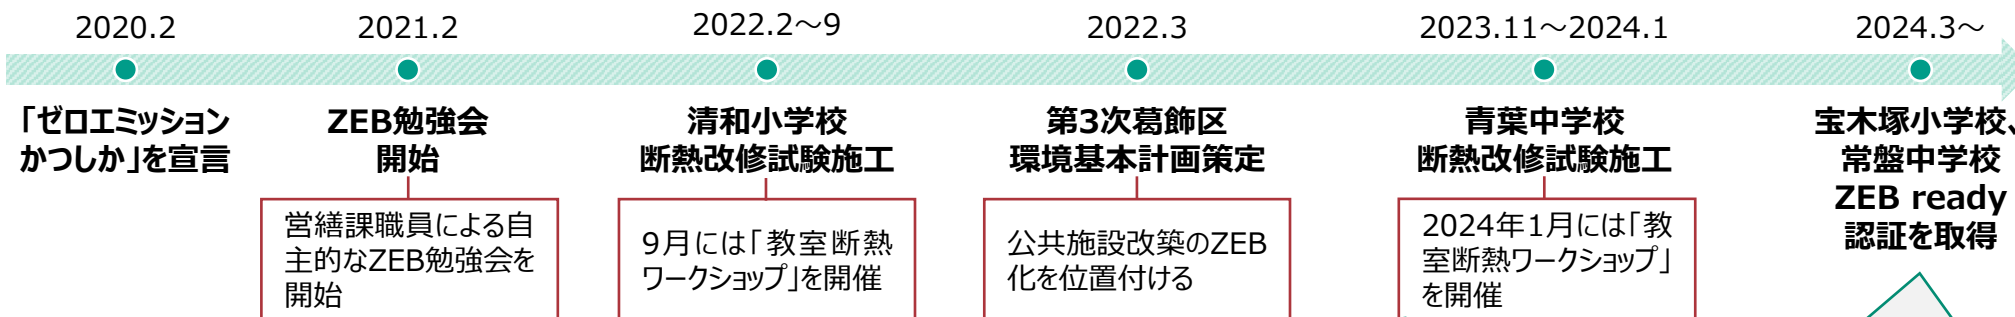 2020.2
「ゼロエミッション
かつしか」を宣言
2021.2
ZEB勉強会
開始
営繕課職員による自
主的なZEB勉強会を
開始
2022.2～9
清和小学校
断熱改修試験施工
9月には「教室断熱
ワークショップ」を開催
2022.3
第3次葛飾区
環境基本計画策定
公共施設改築のZEB
化を位置付ける
2023.11～2024.1
青葉中学校
断熱改修試験施工
2024年1月には「教
室断熱ワークショップ」
を開催
2024.3～
宝木塚小学校、
常盤中学校
ZEB ready
認証を取得